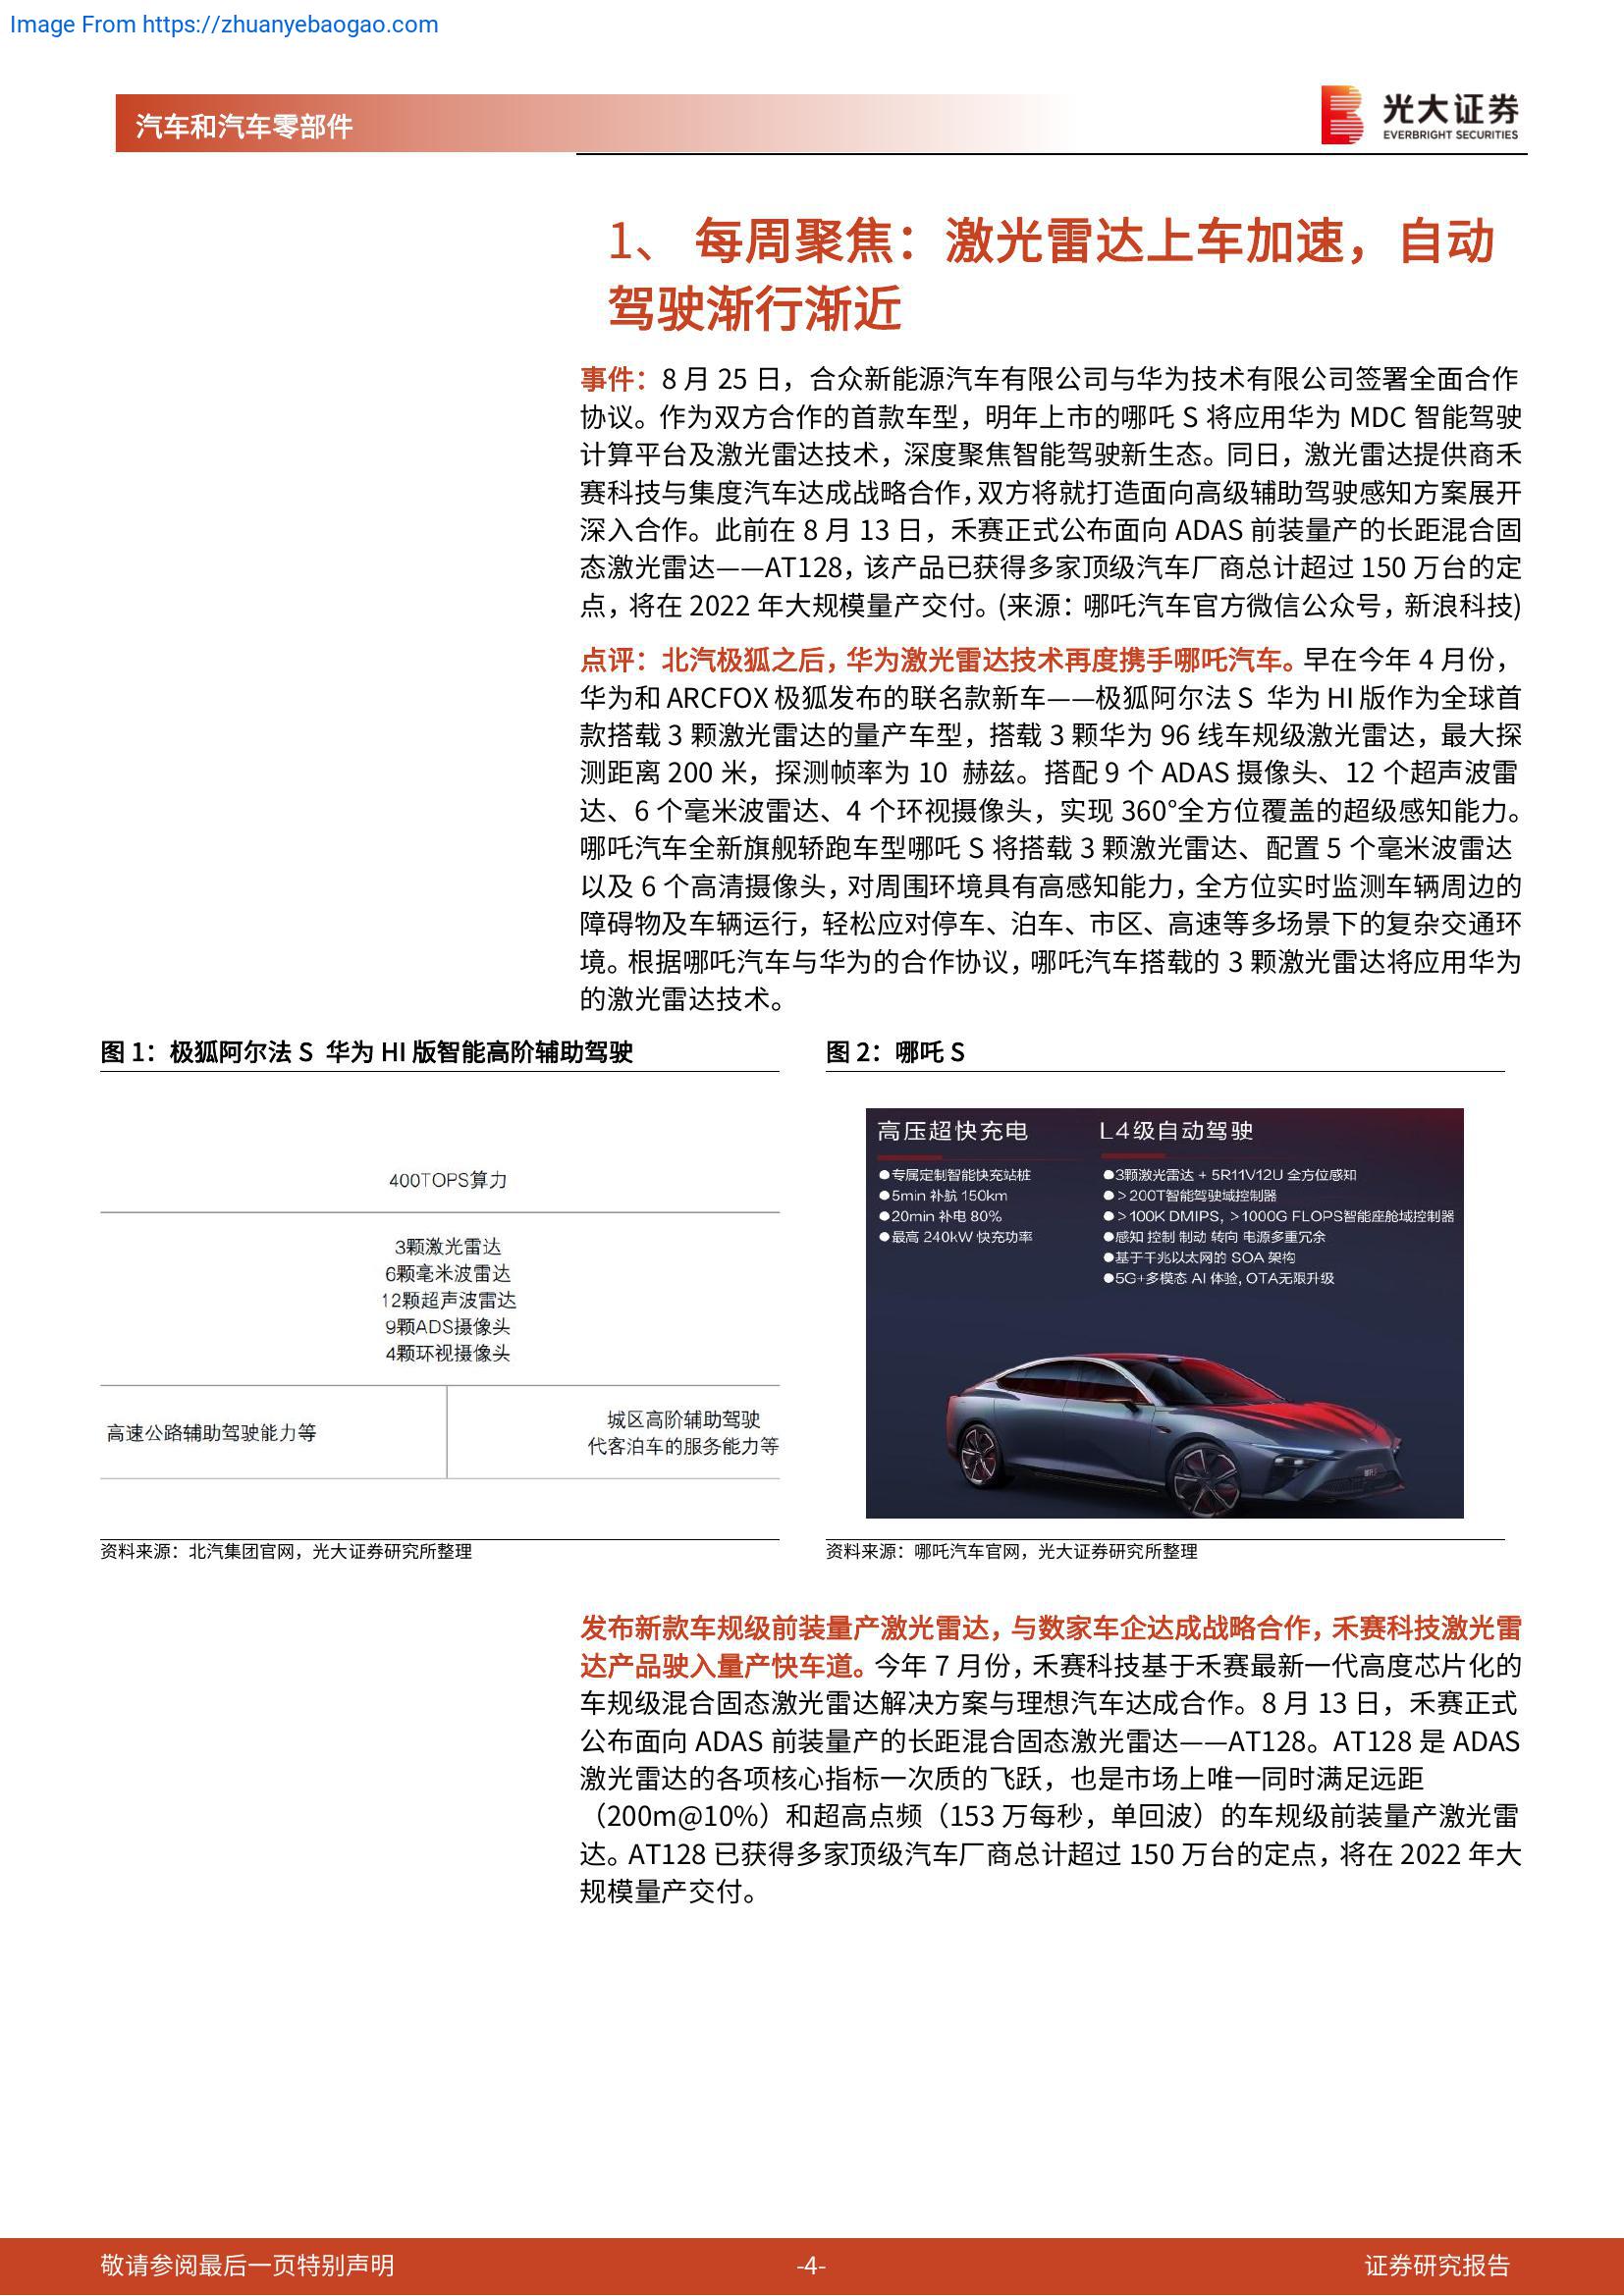 Image From https://zhuanyebaogao.com
汽车和汽车零部件
光大证券
EVERBRIGHT SECURITIES
1、 每周聚焦：激光雷达上车加速，自动
驾驶渐行渐近
事件：8 月 25 日，合众新能源汽车有限公司与华为技术有限公司签署全面合作
协议。作为双方合作的首款车型，明年上市的哪吒 S 将应用华为 MDC 智能驾驶
计算平台及激光雷达技术，深度聚焦智能驾驶新生态。同日，激光雷达提供商禾
赛科技与集度汽车达成战略合作，双方将就打造面向高级辅助驾驶感知方案展开
深入合作。此前在 8 月 13 日，禾赛正式公布面向 ADAS 前装量产的长距混合固
态激光雷达——AT128，该产品已获得多家顶级汽车厂商总计超过 150 万台的定
点，将在 2022 年大规模量产交付。(来源：哪吒汽车官方微信公众号，新浪科技)
点评：北汽极狐之后，华为激光雷达技术再度携手哪吒汽车。早在今年 4 月份，
华为和 ARCFOX 极狐发布的联名款新车——极狐阿尔法 S 华为 HI 版作为全球首
款搭载 3 颗激光雷达的量产车型，搭载 3 颗华为 96 线车规级激光雷达，最大探
测距离 200 米，探测帧率为 10 赫兹。搭配 9 个 ADAS 摄像头、12 个超声波雷
达、6 个毫米波雷达、4 个环视摄像头，实现 360°全方位覆盖的超级感知能力。
哪吒汽车全新旗舰轿跑车型哪吒 S 将搭载 3 颗激光雷达、配置 5 个毫米波雷达
以及 6 个高清摄像头，对周围环境具有高感知能力，全方位实时监测车辆周边的
障碍物及车辆运行，轻松应对停车、泊车、市区、高速等多场景下的复杂交通环
境。根据哪吒汽车与华为的合作协议，哪吒汽车搭载的 3 颗激光雷达将应用华为
的激光雷达技术。
图 1：极狐阿尔法 S 华为 HI 版智能高阶辅助驾驶
400TOPS算力
3颗激光雷达
6颗毫米波雷达
12颗超声波雷达
9颗ADS摄像头
4颗环视摄像头
高速公路辅助驾驶能力等
城区高阶辅助驾驶
代客泊车的服务能力等
资料来源：北汽集团官网，光大证券研究所整理
图 2：哪吒 S
高压超快充电
●专属定制智能快充站桩
●5min 补航 150km
●20min 补电 80%
●最高 240kW 快充功率
L4级自动驾驶
●3颗激光雷达 + 5R11V12U 全方位感知
●>200T智能驾驶域控制器
●>100K DMIPS, >1000G FLOPS智能座舱域控制器
●感知 控制 制动 转向 电源多重冗余
●基于千兆以太网的 SOA 架构
●5G+多模态 AI 体验, OTA无限升级
资料来源：哪吒汽车官网，光大证券研究所整理
发布新款车规级前装量产激光雷达，与数家车企达成战略合作，禾赛科技激光雷
达产品驶入量产快车道。今年 7 月份，禾赛科技基于禾赛最新一代高度芯片化的
车规级混合固态激光雷达解决方案与理想汽车达成合作。8 月 13 日，禾赛正式
公布面向 ADAS 前装量产的长距混合固态激光雷达——AT128。AT128 是 ADAS
激光雷达的各项核心指标一次质的飞跃，也是市场上唯一同时满足远距
（200m@10%）和超高点频（153 万每秒，单回波）的车规级前装量产激光雷
达。AT128 已获得多家顶级汽车厂商总计超过 150 万台的定点，将在 2022 年大
规模量产交付。
敬请参阅最后一页特别声明
-4-
证券研究报告